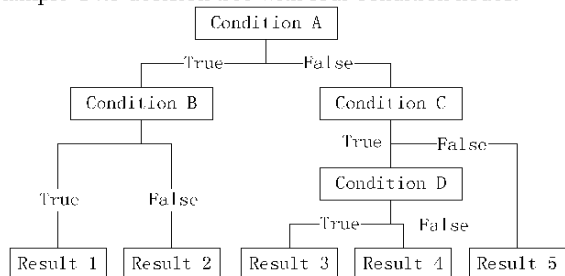 Condition A
True False
Condition B Condition C
True False
Condition D
True False
True False
Result 1 Result 2 Result 3 Result 4 Result 5